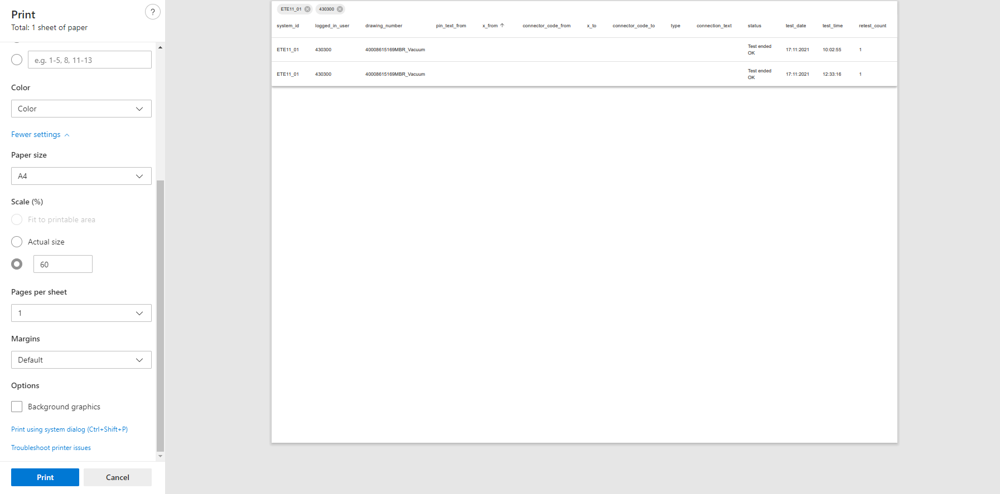 Print
?
Total: 1 sheet of paper
e.g. 1-5, 8, 11-13
Color
Color
Fewer settings
Paper size
A4
Scale (%)
Fit to printable area
Actual size
60
Pages per sheet
1
Margins
Default
Options
Background graphics
Print using system dialog (Ctrl+Shift+P)
Troubleshoot printer issues
Print Cancel
ETE11_01 430300
system_id logged_in_user drawing_number pin_text_from x_from connector_code_from x_to connector_code_to type connection_text status test_date test_time retest_count
ETE11_01 430300 40008615169MBR_Vacuum Test ended OK 17:11:2021 10:02:55 1
ETE11_01 430300 40008615169MBR_Vacuum Test ended OK 17:11:2021 12:33:16 1